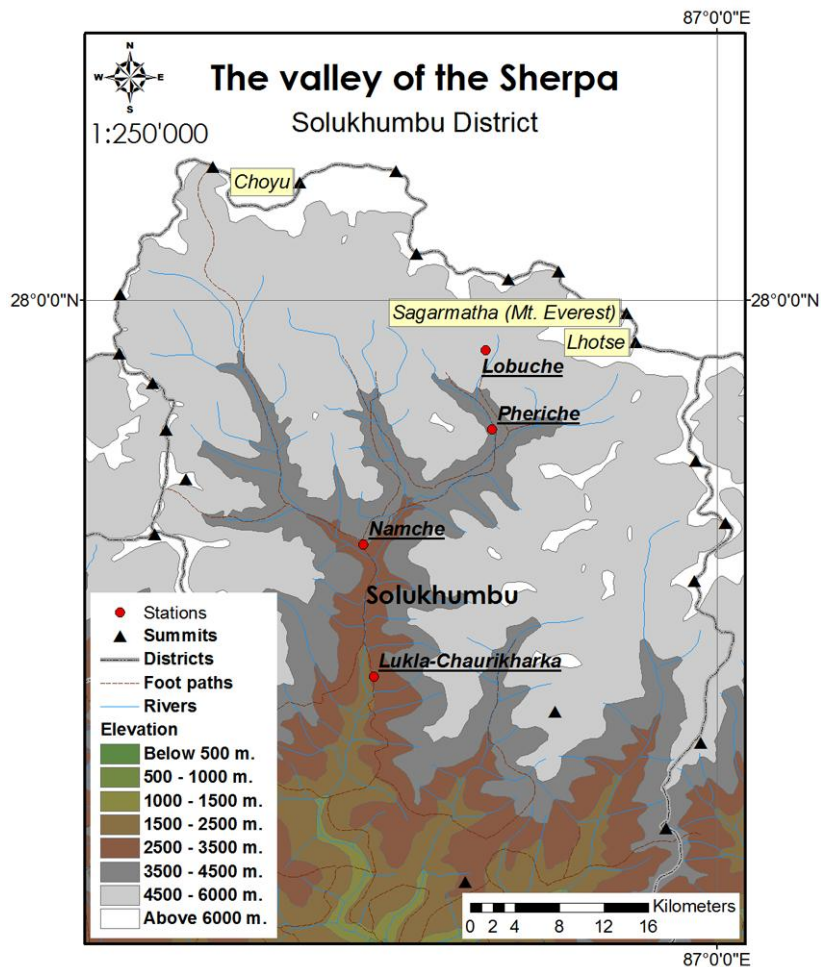 87°0'0"E
N
W E
S
The valley of the Sherpa
Solukhumbu District
1:250'000
Choyu
28°0'0"N
28°0'0"N
Sagarmatha (Mt. Everest)
Lhotse
Lobuche
Pheriche
Namche
Solukhumbu
Lukla-Chaurikharka
Stations
Summits
Districts
Foot paths
Rivers
Elevation
Below 500 m.
500 - 1000 m.
1000 - 1500 m.
1500 - 2500 m.
2500 - 3500 m.
3500 - 4500 m.
4500 - 6000 m.
Above 6000 m.
Kilometers
0 2 4 8 12 16
87°0'0"E